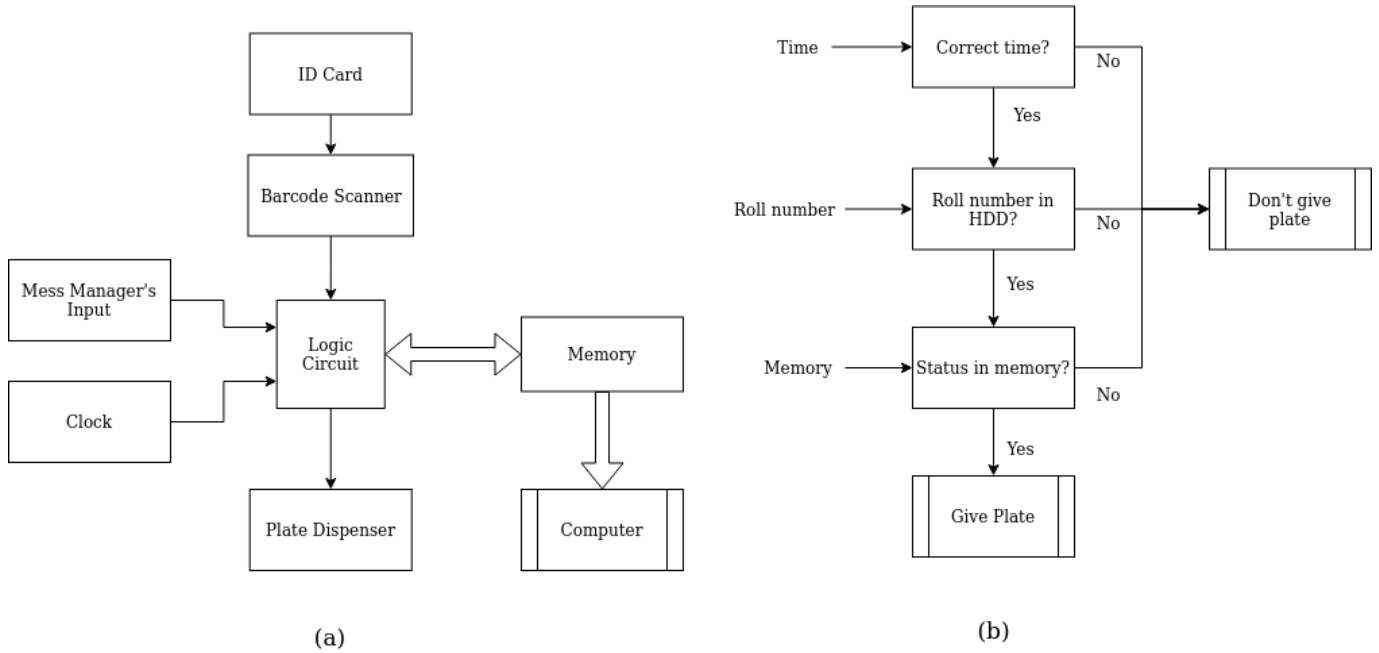 ID Card
Barcode Scanner
Mess Manager's
Input
Logic
Circuit
Memory
Clock
Plate Dispenser
Computer
(a)
Time
Correct time?
No
Yes
Roll number
Roll number in
HDD?
No
Don't give
plate
Yes
Memory
Status in memory?
No
Yes
Give Plate
(b)